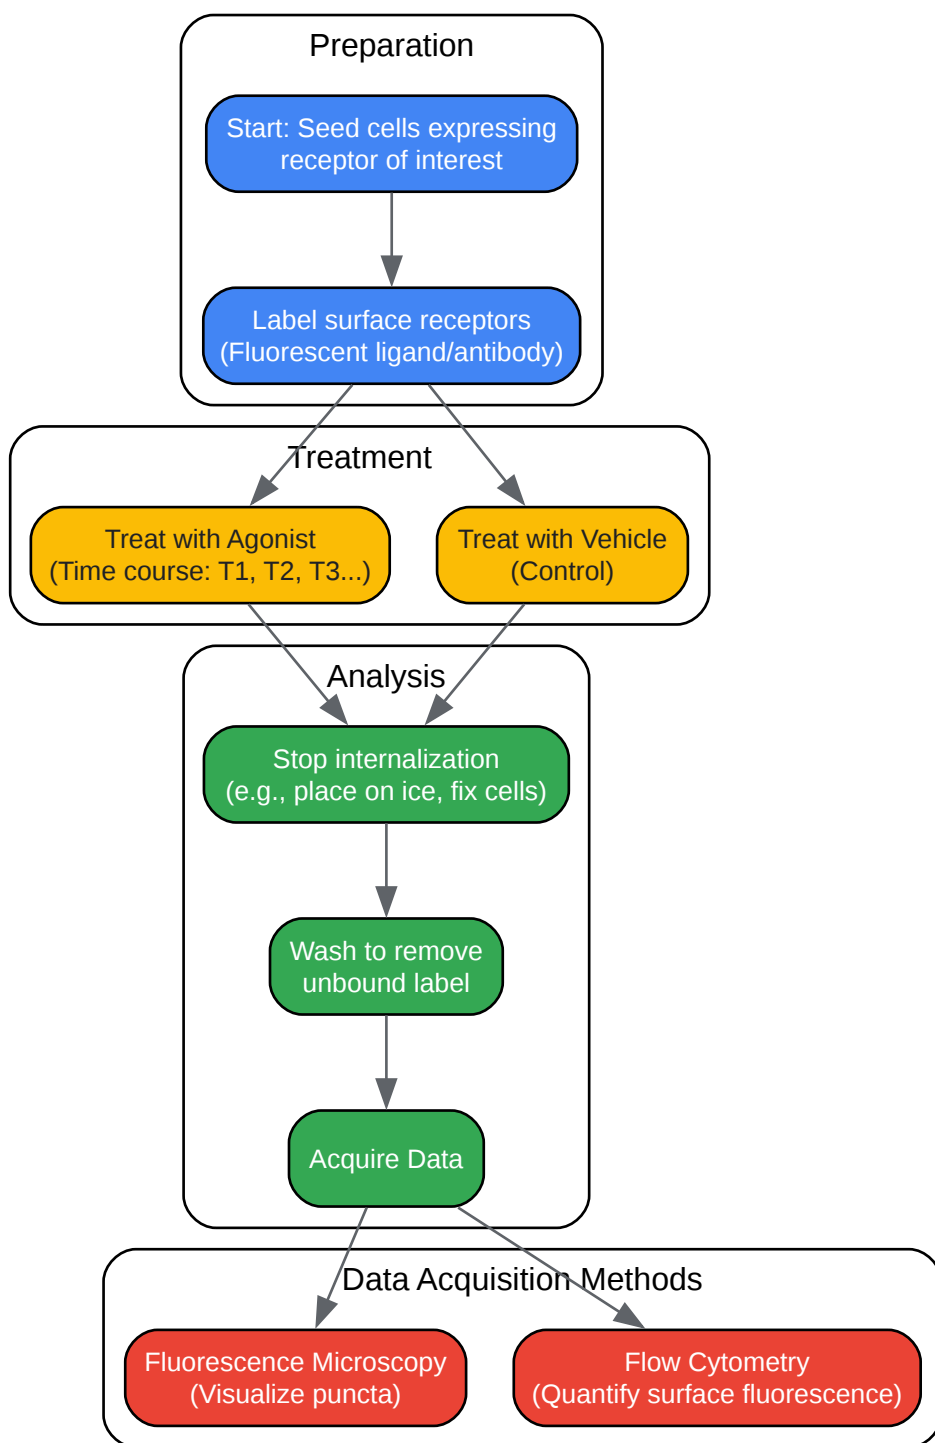 Preparation
Start: Seed cells expressing
receptor of interest
Label surface receptors
(Fluorescent ligand/antibody)
Treatment
Treat with Agonist
(Time course: T1, T2, T3...)
Treat with Vehicle
(Control)
Analysis
Stop internalization
(e.g., place on ice, fix cells)
Wash to remove
unbound label
Acquire Data
Data Acquisition Methods
Fluorescence Microscopy
(Visualize puncta)
Flow Cytometry
(Quantify surface fluorescence)